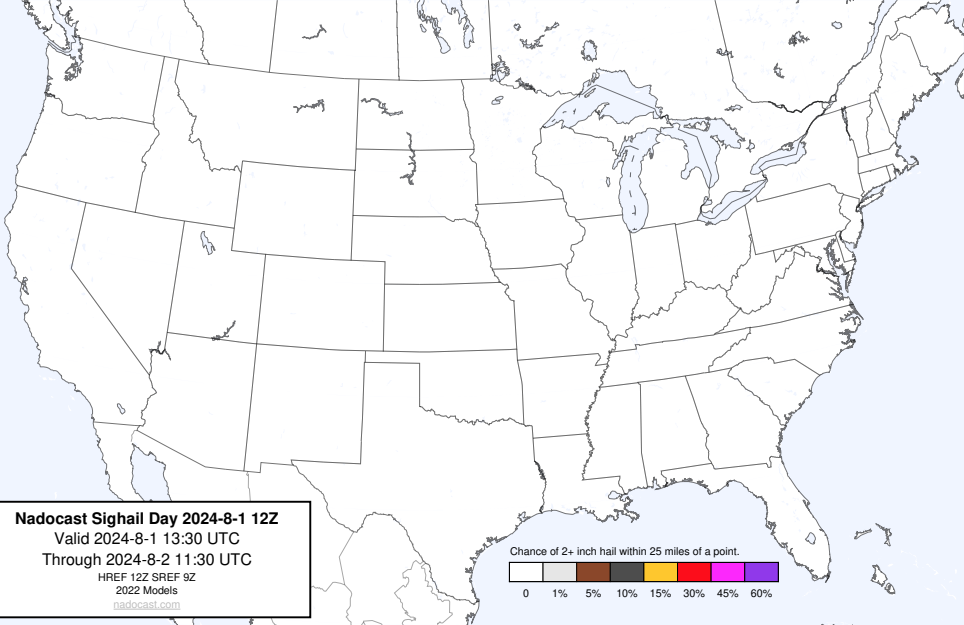 Nadocast Sighail Day 2024-8-1 12Z
Valid 2024-8-1 13:30 UTC
Through 2024-8-2 11:30 UTC
HREF 12Z SREF 9Z
2022 Models
nadocast.com
Chance of 2+ inch hail within 25 miles of a point.
0 1% 5% 10% 15% 30% 45% 60%